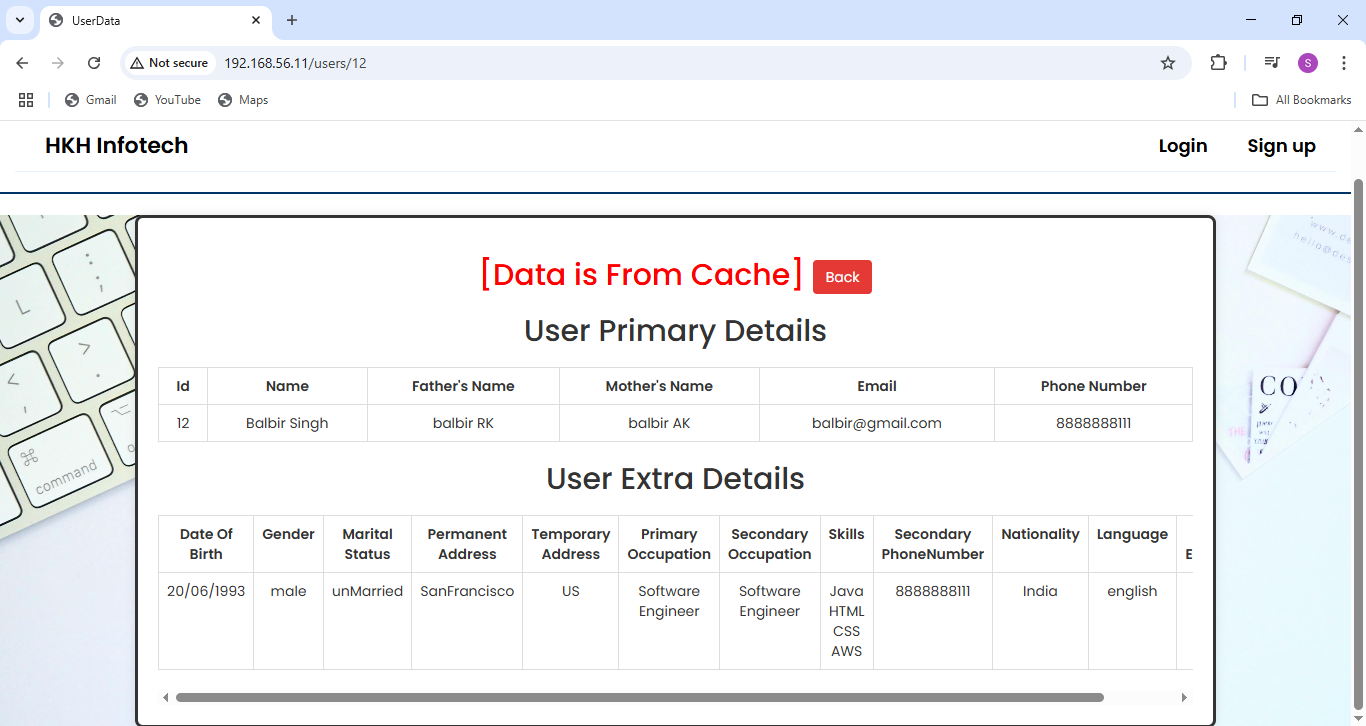 UserData
Not secure 192.168.56.11/users/12 S
Gmail YouTube Maps All Bookmarks
HKH Infotech Login Sign up
[Data is From Cache] Back
User Primary Details
Id Name Father's Name Mother's Name Email Phone Number
12 Balbir Singh balbir RK balbir AK balbir@gmail.com 8888888111
User Extra Details
Date Of Gender Marital Permanent Temporary Primary Secondary Skills Secondary Nationality Language
Birth Status Address Address Occupation Occupation PhoneNumber E
20/06/1993 male unMarried SanFrancisco US Software Software Java 8888888111 India english
Engineer Engineer HTML
CSS
AWS
L
command
CO
THE